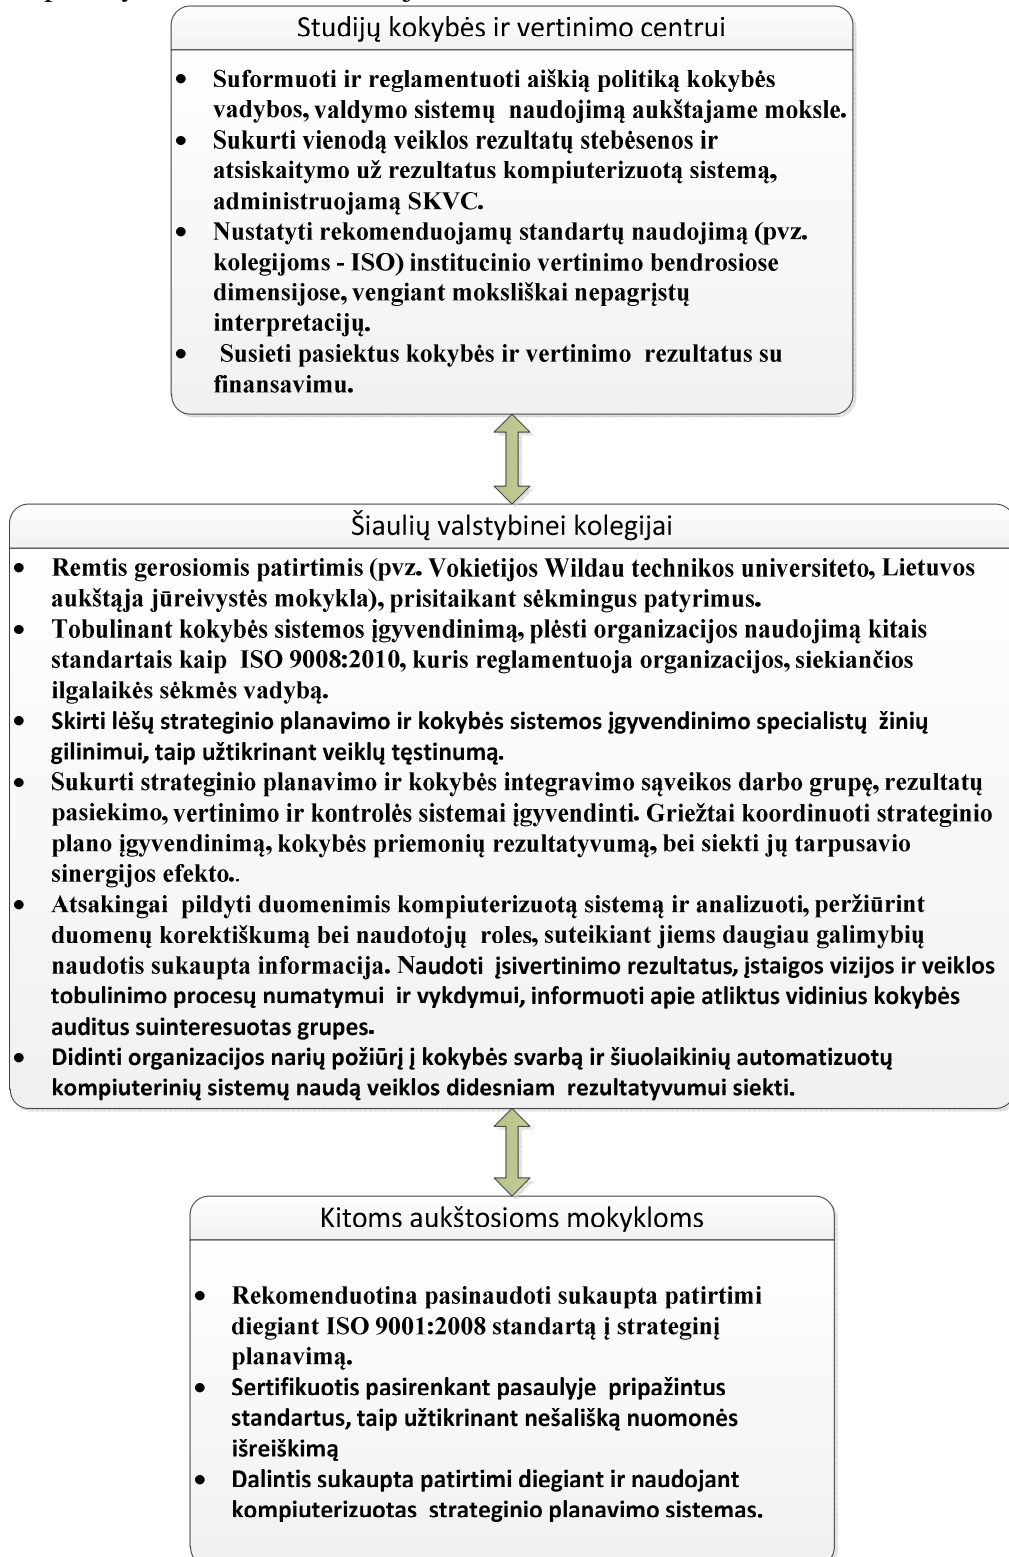 Studijų kokybės ir vertinimo centrui
• Suformuoti ir reglamentuoti aiškią politiką kokybės
vadybos, valdymo sistemų naudojimą aukštajame moksle.
• Sukurti vienodą veiklos rezultatų stebėsenos ir
atsiskaitymo už rezultatus kompiuterizuotą sistemą,
administruojamą SKVC.
• Nustatyti rekomenduojamų standartų naudojimą (pvz.
kolegijoms - ISO) institucinio vertinimo bendrosiose
dimensijose, vengiant moksliškai nepagrįstų
interpretacijų.
• Susieti pasiektus kokybės ir vertinimo rezultatus su
finansavimu.
Šiaulių valstybinei kolegijai
• Remtis gerosiomis patirtimis (pvz. Vokietijos Wildau technikos universiteto, Lietuvos
aukštąja jūreivystės mokykla), prisitaikant sėkmingus patyrimus.
• Tobulinant kokybės sistemos įgyvendinimą, plėsti organizacijos naudojimą kitais
standartais kaip ISO 9008:2010, kuris reglamentuoja organizacijos, siekiančios
ilgalaikės sėkmės vadybą.
• Skirti lėšų strateginio planavimo ir kokybės sistemos įgyvendinimo specialistų žinių
gilinimui, taip užtikrinant veiklų tęstinumą.
• Sukurti strateginio planavimo ir kokybės integravimo sąveikos darbo grupę, rezultatų
pasiekimo, vertinimo ir kontrolės sistemai įgyvendinti. Griežtai koordinuoti strateginio
plano įgyvendinimą, kokybės priemonių rezultatyvumą, bei siekti jų tarpusavio
sinergijos efekto..
• Atsakingai pildyti duomenimis kompiuterizuotą sistemą ir analizuoti, peržiūrint
duomenų korektiškumą bei naudotojų roles, suteikiant jiems daugiau galimybių
naudotis sukaupta informacija. Naudoti įsivertinimo rezultatus, įstaigos vizijos ir veiklos
tobulinimo procesų numatymui ir vykdymui, informuoti apie atliktus vidinius kokybės
auditus suinteresuotas grupes.
• Didinti organizacijos narių požiūrį į kokybės svarbą ir šiuolaikinių automatizuotų
kompiuterinių sistemų naudą veiklos didesniam rezultatyvumui siekti.
Kitoms aukštosioms mokykloms
• Rekomenduotina pasinaudoti sukaupta patirtimi
diegiant ISO 9001:2008 standartą į strateginį
planavimą.
• Sertifikuotis pasirenkant pasaulyje pripažintus
standartus, taip užtikrinant nešališką nuomonės
išreiškimą
• Dalintis sukaupta patirtimi diegiant ir naudojant
kompiuterizuotas strateginio planavimo sistemas.